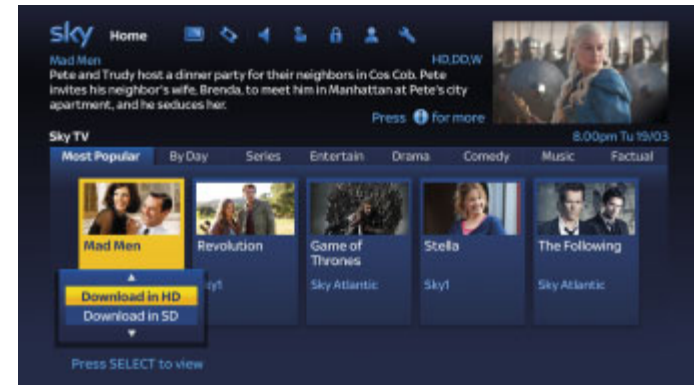 sky Home
Mad Men HD,DD,W
Pete and Trudy host a dinner party for their neighbors in Cos Cob. Pete
invites his neighbor's wife, Brenda, to meet him in Manhattan at Pete's city
apartment, and he seduces her.
Press i for more
Sky TV 8.00pm Tu 19/03
Most Popular By Day Series Entertain Drama Comedy Music Factual
Mad Men Revolution Game of Thrones Stella The Following
Sky Atlantic Sky1 Sky Atlantic
Download in HD
Download in SD
Press SELECT to view